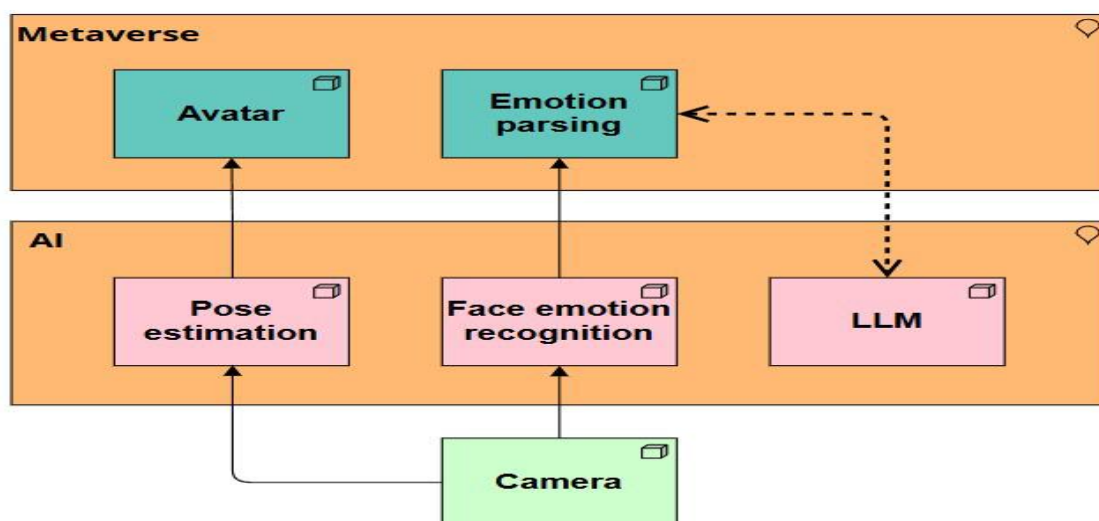 Metaverse
Avatar
Emotion
parsing
AI
Pose
estimation
Face emotion
recognition
LLM
Camera